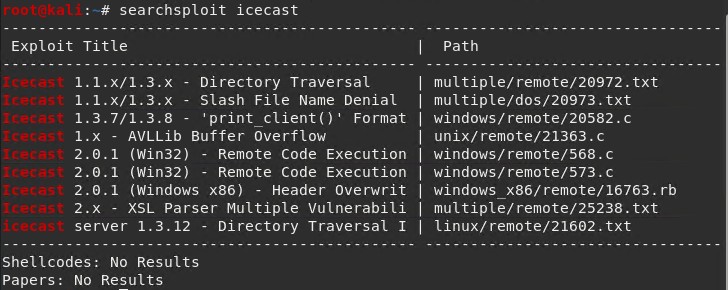 root@kali:~# searchsploit icecast
---------------------------------------------- ---------------------------------
 Exploit Title                                |  Path
---------------------------------------------- ---------------------------------
Icecast 1.1.x/1.3.x - Directory Traversal     | multiple/remote/20972.txt
Icecast 1.1.x/1.3.x - Slash File Name Denial  | multiple/dos/20973.txt
Icecast 1.3.7/1.3.8 - 'print_client()' Format | windows/remote/20582.c
Icecast 1.x - AVLLib Buffer Overflow          | unix/remote/21363.c
Icecast 2.0.1 (Win32) - Remote Code Execution | windows/remote/568.c
Icecast 2.0.1 (Win32) - Remote Code Execution | windows/remote/573.c
Icecast 2.0.1 (Windows x86) - Header Overwrit | windows_x86/remote/16763.rb
Icecast 2.x - XSL Parser Multiple Vulnerabili | multiple/remote/25238.txt
icecast server 1.3.12 - Directory Traversal I | linux/remote/21602.txt
---------------------------------------------- ---------------------------------
Shellcodes: No Results
Papers: No Results